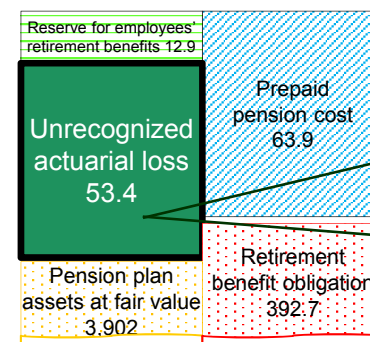 Reserve for employees'
retirement benefits 12.9
Unrecognized
actuarial loss
53.4
Pension plan
assets at fair value
3,902
Prepaid
pension cost
63.9
Retirement
benefit obligation
392.7